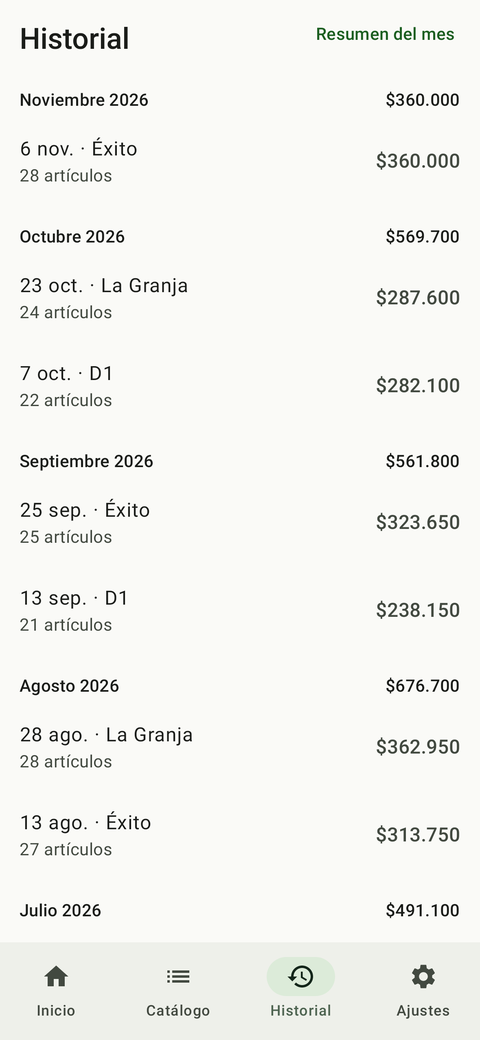 Historial
Resumen del mes
Noviembre 2026 $360.000
6 nov. · Éxito
28 artículos
$360.000
Octubre 2026 $569.700
23 oct. · La Granja
24 artículos
$287.600
7 oct. · D1
22 artículos
$282.100
Septiembre 2026 $561.800
25 sep. · Éxito
25 artículos
$323.650
13 sep. · D1
21 artículos
$238.150
Agosto 2026 $676.700
28 ago. · La Granja
28 artículos
$362.950
13 ago. · Éxito
27 artículos
$313.750
Julio 2026 $491.100
Inicio Catálogo Historial Ajustes